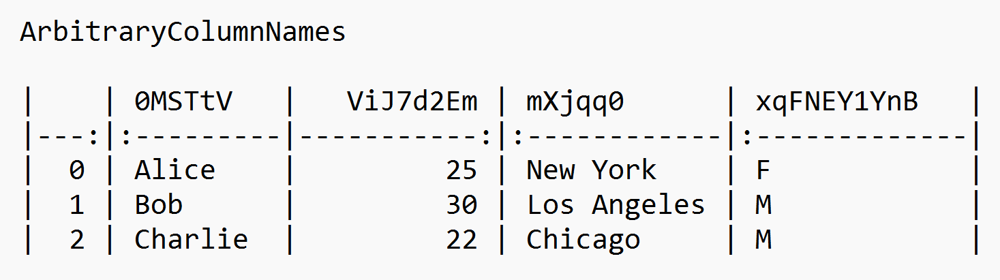 ArbitraryColumnNames
|    | 0MSTtV   |   ViJ7d2Em | mXjqq0      | xqFNEY1YnB   |
|---:|:---------|-----------:|:------------|:-------------|
|  0 | Alice    |         25 | New York    | F            |
|  1 | Bob      |         30 | Los Angeles | M            |
|  2 | Charlie  |         22 | Chicago     | M            |